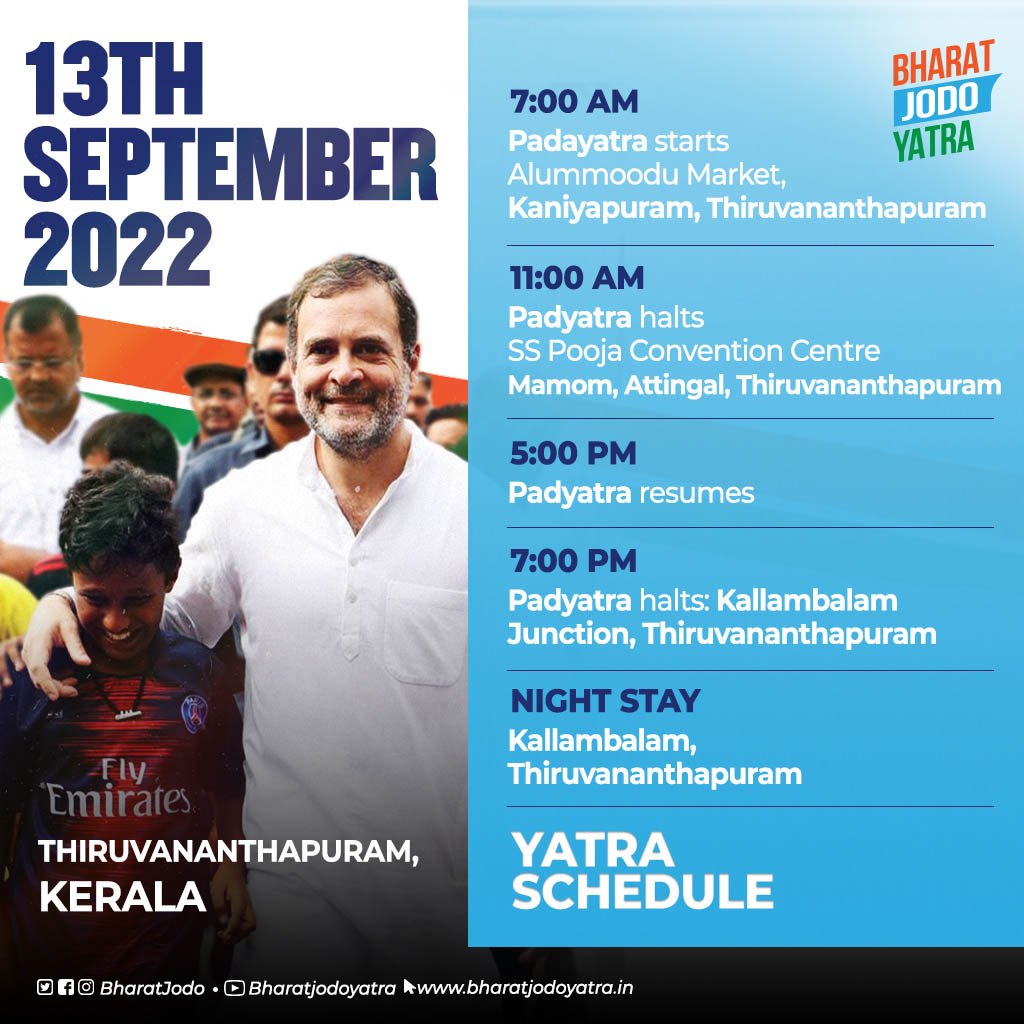 13TH
SEPTEMBER
2022
BHARAT
JODO
YATRA
7:00 AM
Padayatra starts
Alummoodu Market,
Kaniyapuram, Thiruvananthapuram
11:00 AM
Padyatra halts
SS Pooja Convention Centre
Mamom, Attingal, Thiruvananthapuram
5:00 PM
Padyatra resumes
7:00 PM
Padyatra halts: Kallambalam
Junction, Thiruvananthapuram
NIGHT STAY
Kallambalam,
Thiruvananthapuram
YATRA
SCHEDULE
PARIS
Fly
Emirates
THIRUVANANTHAPURAM,
KERALA
BharatJodo • Bharatjodoyatra www.bharatjodoyatra.in